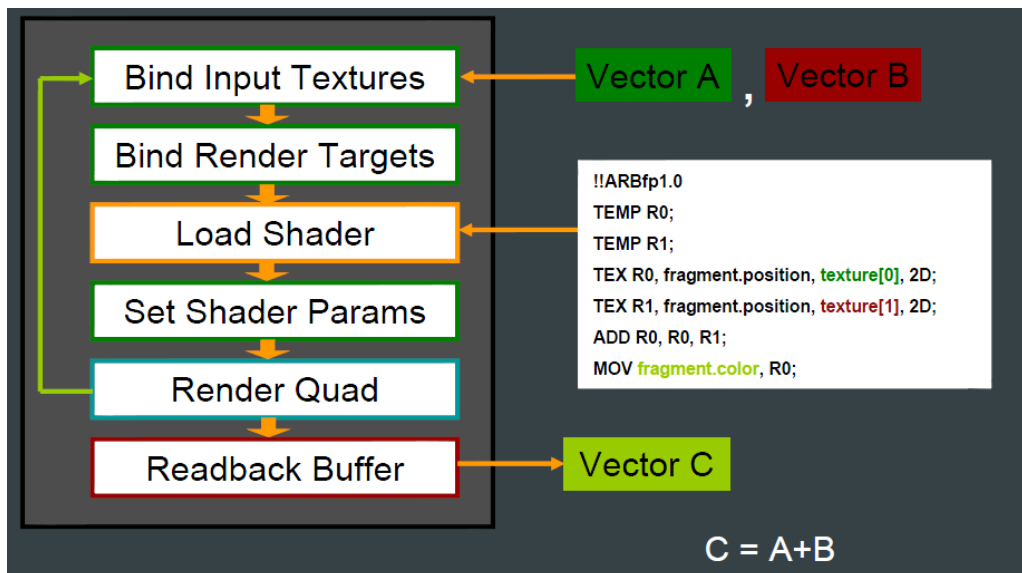 Bind Input Textures
Bind Render Targets
Load Shader
Set Shader Params
Render Quad
Readback Buffer
Vector A , Vector B
!!ARBfp1.0
TEMP R0;
TEMP R1;
TEX R0, fragment.position, texture[0], 2D;
TEX R1, fragment.position, texture[1], 2D;
ADD R0, R0, R1;
MOV fragment.color, R0;
Vector C
C = A+B